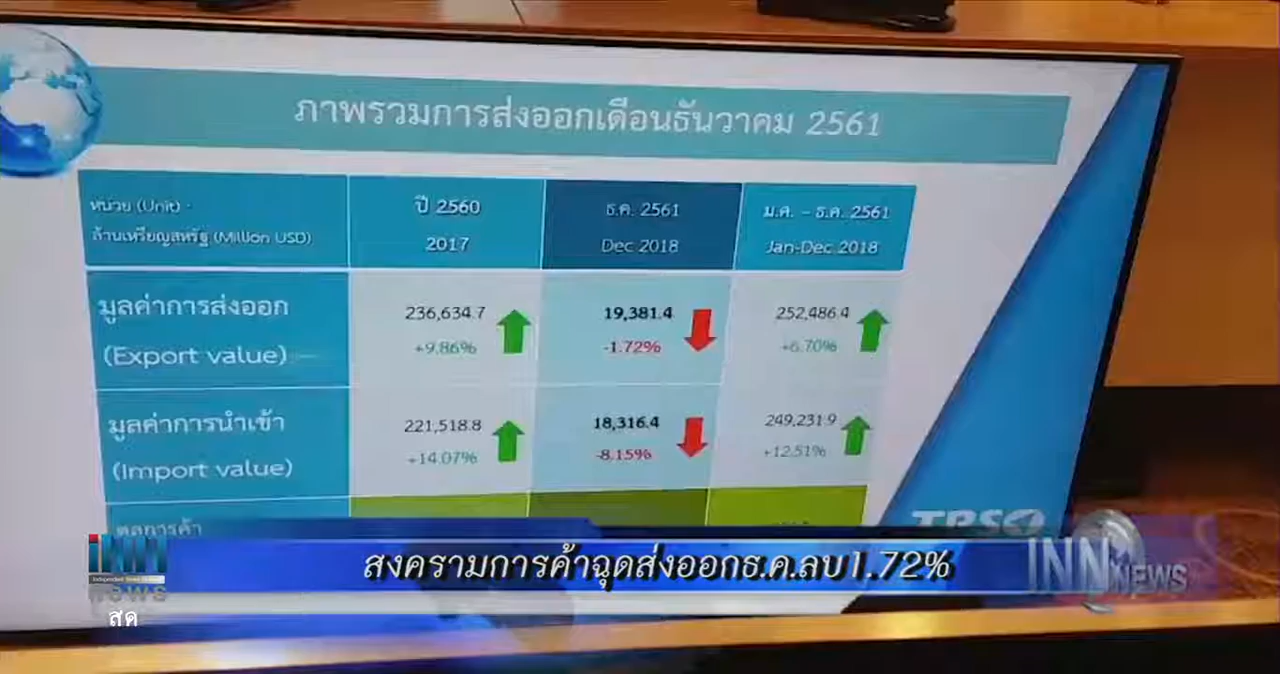 ภาพรวมการส่งออกเดือนธันวาคม 2561
หน่วย (Unit) :
ล้านเหรียญสหรัฐ (Million USD)
ปี 2560
2017
ธ.ค. 2561
Dec 2018
ม.ค. – ธ.ค. 2561
Jan-Dec 2018
มูลค่าการส่งออก
(Export value)
236,634.7
+9.86%
19,381.4
-1.72%
252,486.4
+6.70%
มูลค่าการนำเข้า
(Import value)
221,518.8
+14.07%
18,316.4
-8.15%
249,231.9
+12.51%
ดุลการค้า
TPSO
iNN
NEWS
สด
สงครามการค้าฉุดส่งออกธ.ค.ลบ1.72%
INN NEWS